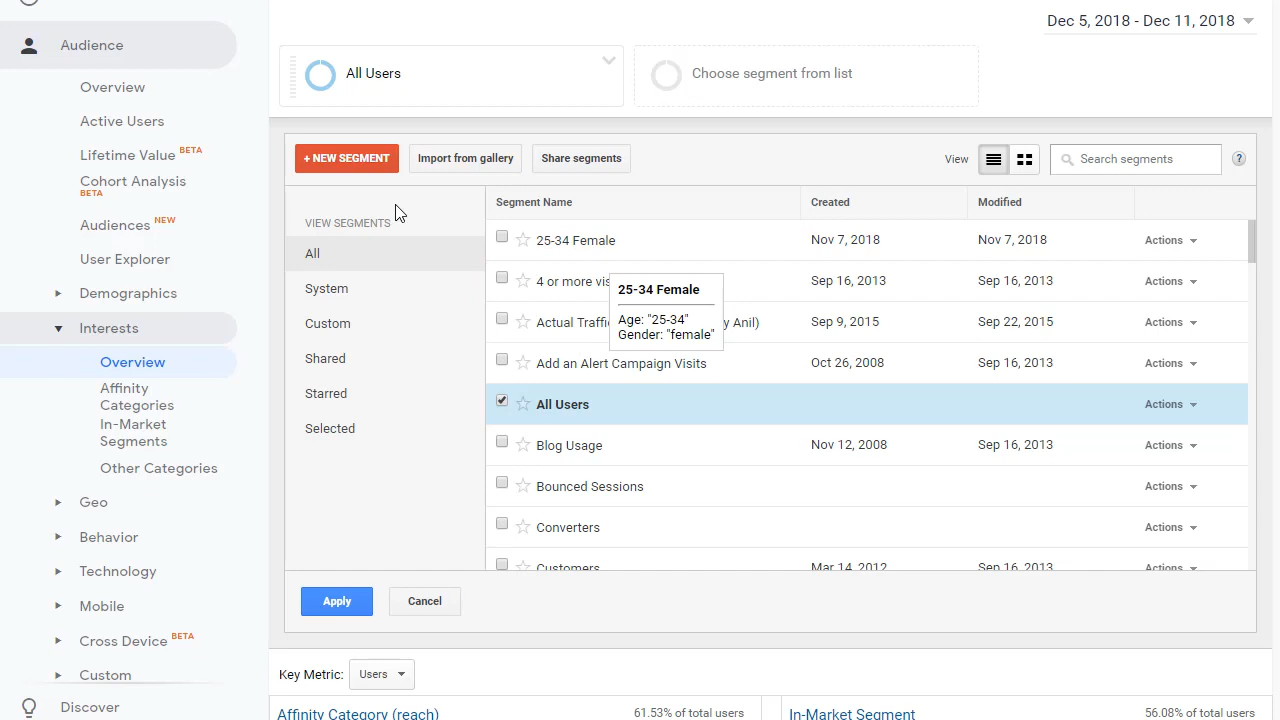 Dec 5, 2018 - Dec 11, 2018
Audience
Overview
Active Users
Lifetime Value BETA
Cohort Analysis
BETA
Audiences NEW
User Explorer
Demographics
Interests
Overview
Affinity
Categories
In-Market
Segments
Other Categories
Geo
Behavior
Technology
Mobile
Cross Device BETA
Custom
Discover
All Users
Choose segment from list
+ NEW SEGMENT
Import from gallery
Share segments
View
Search segments
?
VIEW SEGMENTS
All
System
Custom
Shared
Starred
Selected
Segment Name Created Modified
25-34 Female Nov 7, 2018 Nov 7, 2018 Actions
4 or more vis Sep 16, 2013 Sep 16, 2013 Actions
Actual Traffi y Anil) Sep 9, 2015 Sep 22, 2015 Actions
Add an Alert Campaign Visits Oct 26, 2008 Sep 16, 2013 Actions
All Users Actions
Blog Usage Nov 12, 2008 Sep 16, 2013 Actions
Bounced Sessions Actions
Converters Actions
Customers Mar 14, 2012 Sep 16, 2013 Actions
25-34 Female
Age: "25-34"
Gender: "female"
Apply
Cancel
Key Metric: Users
Affinity Category (reach) 61.53% of total users
In-Market Segment 56.08% of total users